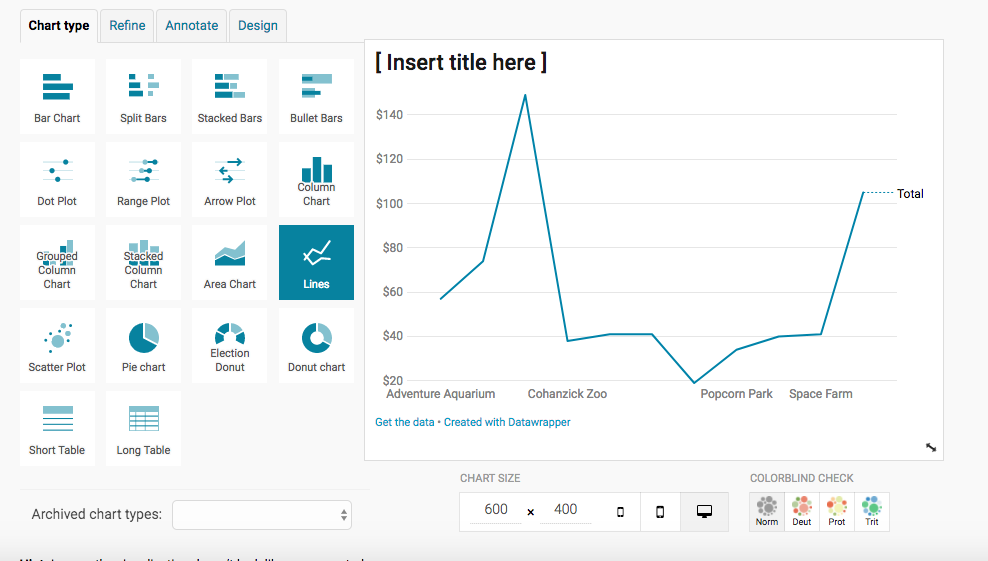 Chart type
Refine
Annotate
Design
Bar Chart
Split Bars
Stacked Bars
Bullet Bars
Dot Plot
Range Plot
Arrow Plot
Column
Chart
Grouped
Column
Chart
Stacked
Column
Chart
Area Chart
Lines
Scatter Plot
Pie chart
Election
Donut
Donut chart
Short Table
Long Table
Archived chart types:
[ Insert title here ]
$140
$120
$100
$80
$60
$40
$20
Total
Adventure Aquarium
Cohanzick Zoo
Popcorn Park
Space Farm
Get the data • Created with Datawrapper
CHART SIZE
600 × 400
COLORBLIND CHECK
Norm
Deut
Prot
Trit